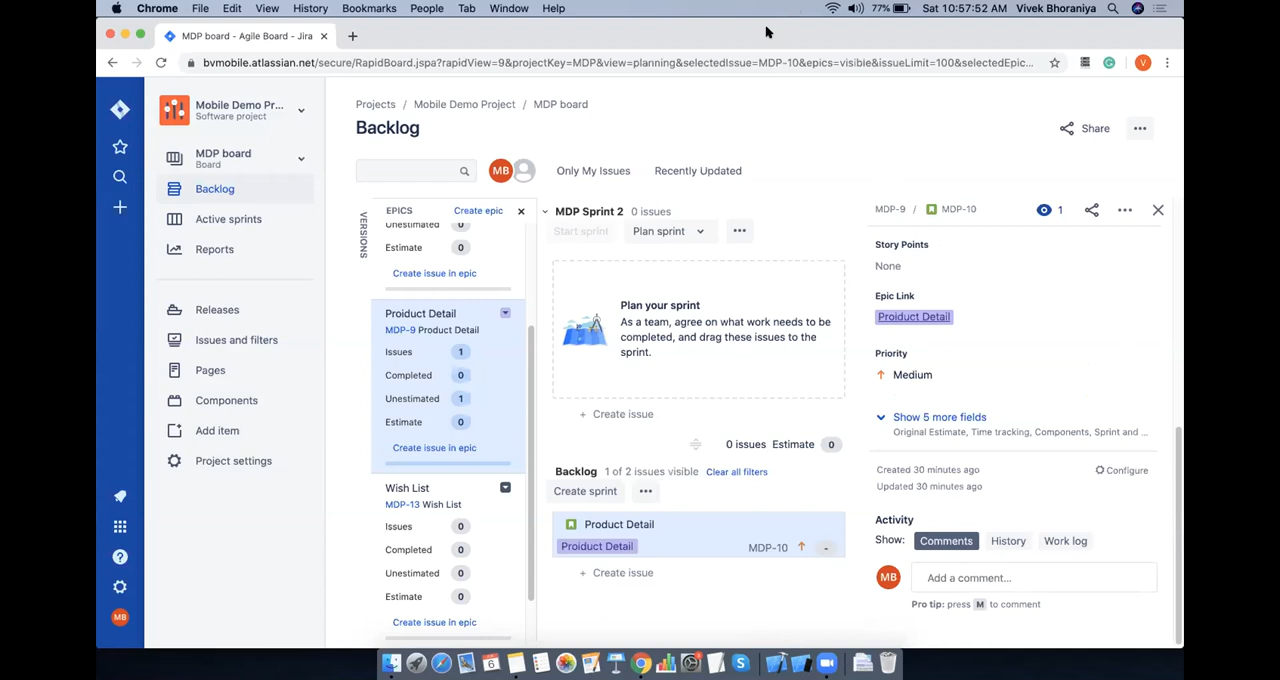 Chrome File Edit View History Bookmarks People Tab Window Help 77% Sat 10:57:52 AM Vivek Bhoraniya
MDP board - Agile Board - Jira
bvmobile.atlassian.net/secure/RapidBoard.jspa?rapidView=9&projectKey=MDP&view=planning&selectedIssue=MDP-10&epics=visible&issueLimit=100&selectedEpic... V
Mobile Demo Pr...
Software project
MDP board
Board
Backlog
Active sprints
Reports
Releases
Issues and filters
Pages
Components
Add item
Project settings
MB
Projects / Mobile Demo Project / MDP board
Backlog
Share
MB Only My Issues Recently Updated
VERSIONS
EPICS Create epic
Unestimated 0
Estimate 0
Create issue in epic
Proiduct Detail
MDP-9 Product Detail
Issues 1
Completed 0
Unestimated 1
Estimate 0
Create issue in epic
Wish List
MDP-13 Wish List
Issues 0
Completed 0
Unestimated 0
Estimate 0
Create issue in epic
MDP Sprint 2 0 issues
Start sprint Plan sprint
Plan your sprint
As a team, agree on what work needs to be
completed, and drag these issues to the
sprint.
+ Create issue
0 issues Estimate 0
Backlog 1 of 2 issues visible Clear all filters
Create sprint
Product Detail
Proiduct Detail MDP-10 -
+ Create issue
MDP-9 / MDP-10 1
Story Points
None
Epic Link
Proiduct Detail
Priority
Medium
Show 5 more fields
Original Estimate, Time tracking, Components, Sprint and ...
Created 30 minutes ago Configure
Updated 30 minutes ago
Activity
Show: Comments History Work log
MB Add a comment...
Pro tip: press M to comment